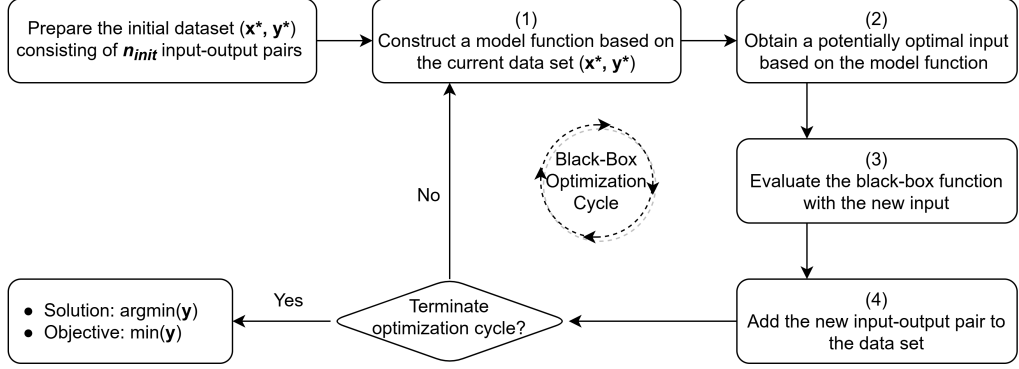 Prepare the initial dataset (x*, y*)
consisting of n_init input-output pairs
(1)
Construct a model function based on
the current data set (x*, y*)
(2)
Obtain a potentially optimal input
based on the model function
(3)
Evaluate the black-box function
with the new input
(4)
Add the new input-output pair to
the data set
Black-Box
Optimization
Cycle
No
Terminate
optimization cycle?
Yes
● Solution: argmin(y)
● Objective: min(y)